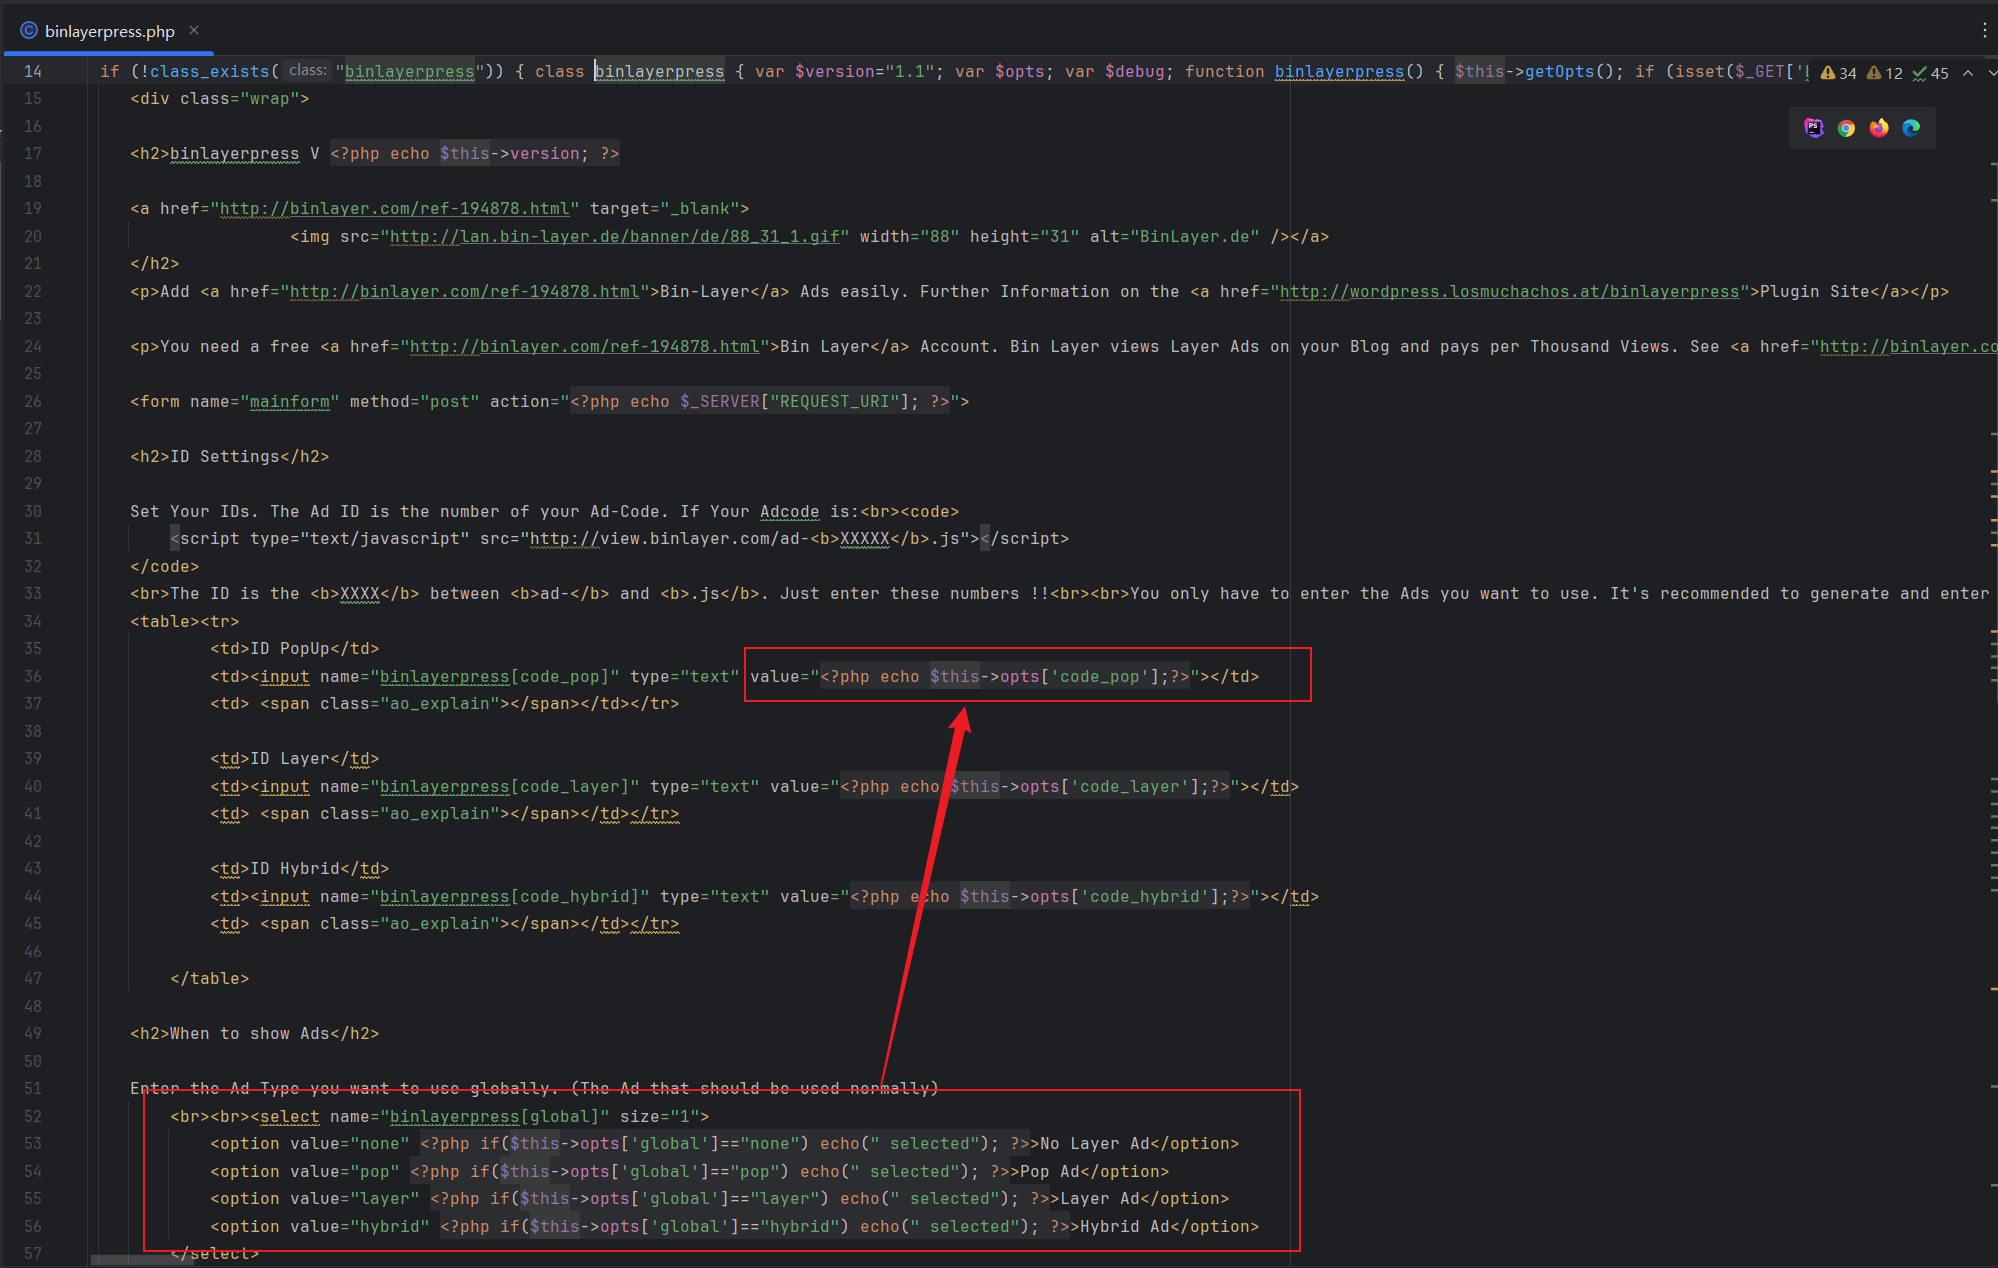 binlayerpress.php
14 if (!class_exists( class: "binlayerpress")) { class binlayerpress { var $version="1.1"; var $opts; var $debug; function binlayerpress() { $this->getOpts(); if (isset($_GET[' 34 12 45
15 <div class="wrap">
16
17 <h2>binlayerpress V <?php echo $this->version; ?>
18
19 <a href="http://binlayer.com/ref-194878.html" target="_blank">
20 <img src="http://lan.bin-layer.de/banner/de/88_31_1.gif" width="88" height="31" alt="BinLayer.de" /></a>
21 </h2>
22 <p>Add <a href="http://binlayer.com/ref-194878.html">Bin-Layer</a> Ads easily. Further Information on the <a href="http://wordpress.losmuchachos.at/binlayerpress">Plugin Site</a></p>
23
24 <p>You need a free <a href="http://binlayer.com/ref-194878.html">Bin Layer</a> Account. Bin Layer views Layer Ads on your Blog and pays per Thousand Views. See <a href="http://binlayer.co
25
26 <form name="mainform" method="post" action="<?php echo $_SERVER["REQUEST_URI"]; ?>">
27
28 <h2>ID Settings</h2>
29
30 Set Your IDs. The Ad ID is the number of your Ad-Code. If Your Adcode is:<br><code>
31 <script type="text/javascript" src="http://view.binlayer.com/ad-<b>XXXXX</b>.js"></script>
32 </code>
33 <br>The ID is the <b>XXXX</b> between <b>ad-</b> and <b>.js</b>. Just enter these numbers !!<br><br>You only have to enter the Ads you want to use. It's recommended to generate and enter
34 <table><tr>
35 <td>ID PopUp</td>
36 <td><input name="binlayerpress[code_pop]" type="text" value="<?php echo $this->opts['code_pop'];?>"></td>
37 <td> <span class="ao_explain"></span></td></tr>
38
39 <td>ID Layer</td>
40 <td><input name="binlayerpress[code_layer]" type="text" value="<?php echo $this->opts['code_layer'];?>"></td>
41 <td> <span class="ao_explain"></span></td></tr>
42
43 <td>ID Hybrid</td>
44 <td><input name="binlayerpress[code_hybrid]" type="text" value="<?php echo $this->opts['code_hybrid'];?>"></td>
45 <td> <span class="ao_explain"></span></td></tr>
46
47 </table>
48
49 <h2>When to show Ads</h2>
50
51 Enter the Ad Type you want to use globally. (The Ad that should be used normally)
52 <br><br><select name="binlayerpress[global]" size="1">
53 <option value="none" <?php if($this->opts['global']=="none") echo(" selected"); ?>>No Layer Ad</option>
54 <option value="pop" <?php if($this->opts['global']=="pop") echo(" selected"); ?>>Pop Ad</option>
55 <option value="layer" <?php if($this->opts['global']=="layer") echo(" selected"); ?>>Layer Ad</option>
56 <option value="hybrid" <?php if($this->opts['global']=="hybrid") echo(" selected"); ?>>Hybrid Ad</option>
57 </select>